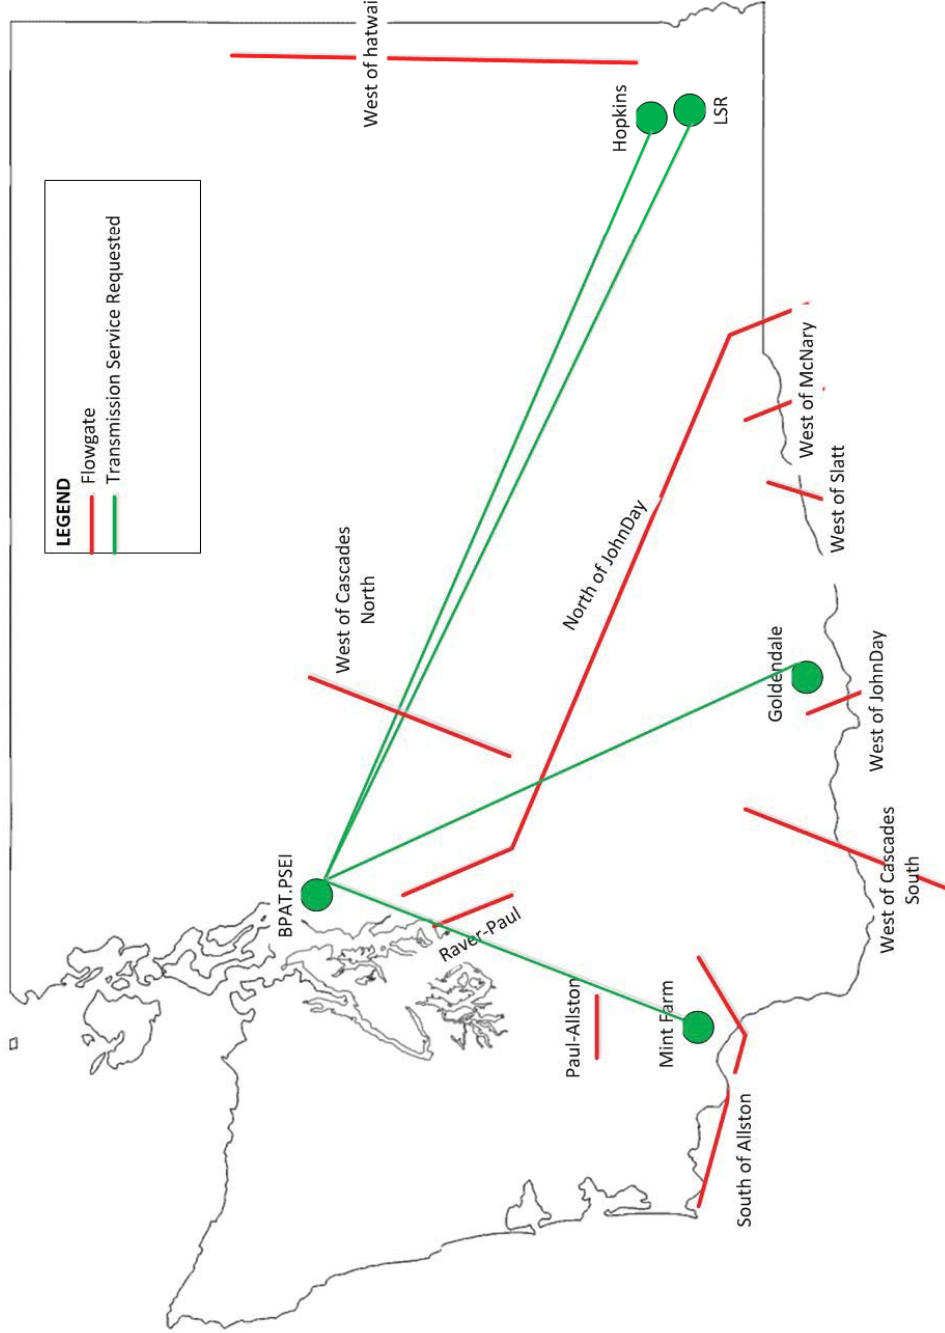 LEGEND
Flowgate
Transmission Service Requested
West of hatwai
Hopkins
LSR
West of Cascades
North
BPAT.PSEI
Raver-Paul
North of JohnDay
Paul-Allston
Mint Farm
Goldendale
West of McNary
West of Slatt
West of JohnDay
West of Cascades
South
South of Allston